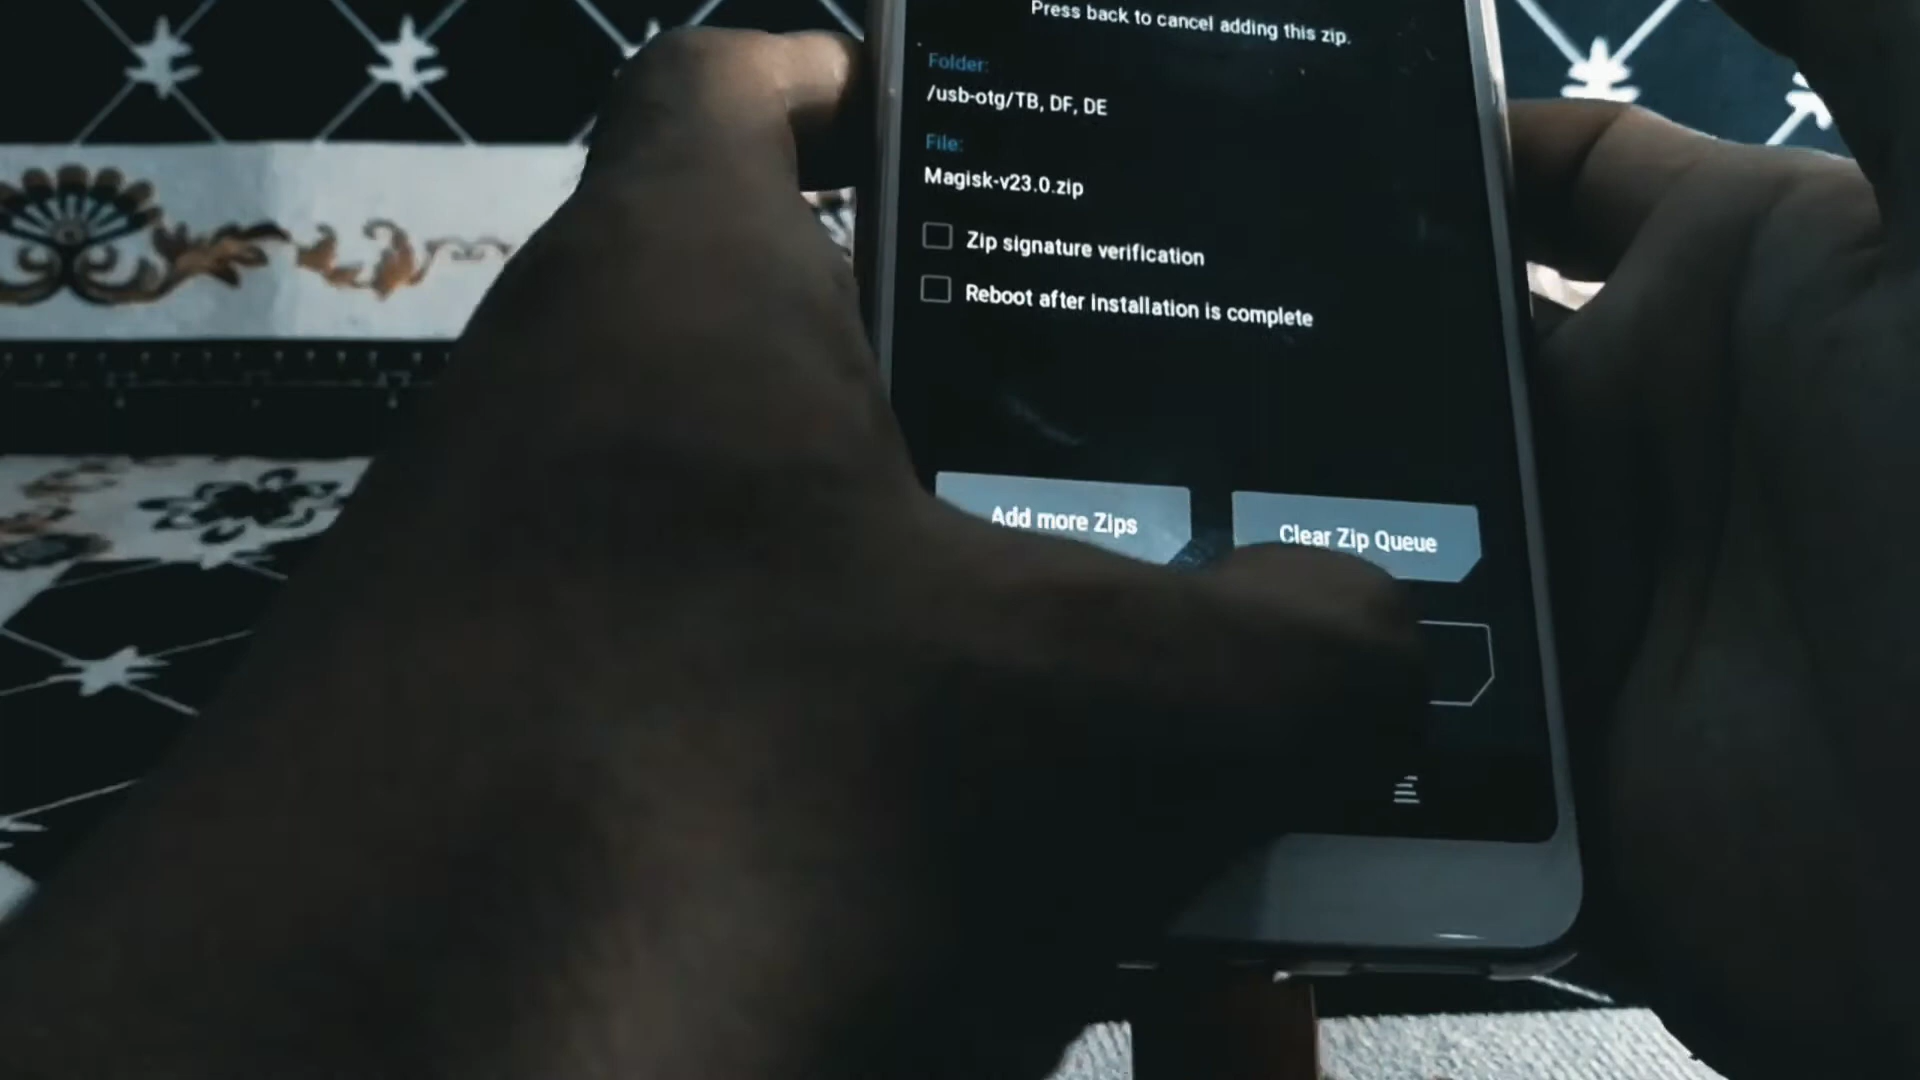 Press back to cancel adding this zip.
Folder:
/usb-otg/TB, DF, DE
File:
Magisk-v23.0.zip
Zip signature verification
Reboot after installation is complete
Add more Zips
Clear Zip Queue